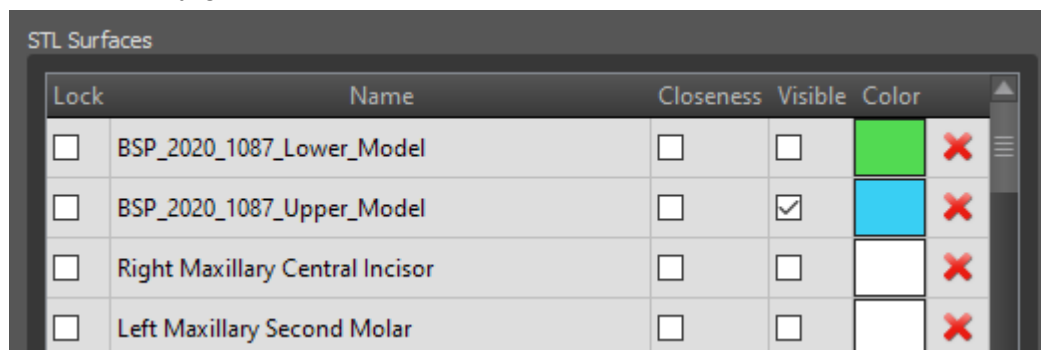 STL Surfaces
Lock Name Closeness Visible Color
BSP_2020_1087_Lower_Model
BSP_2020_1087_Upper_Model
Right Maxillary Central Incisor
Left Maxillary Second Molar